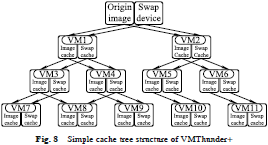 Origin image Swap device
VM1 VM2
Image cache Swap cache Image cache Swap cache
VM3 VM4 VM5 VM6
Image cache Swap cache Image cache Swap cache Image cache Swap cache Image cache Swap cache
VM7 VM8 VM9 VM10 VM11
Image cache Swap cache Image cache Swap cache Image cache Swap cache Image cache Swap cache Image cache Swap cache
Fig. 8 Simple cache tree structure of VMThunder+